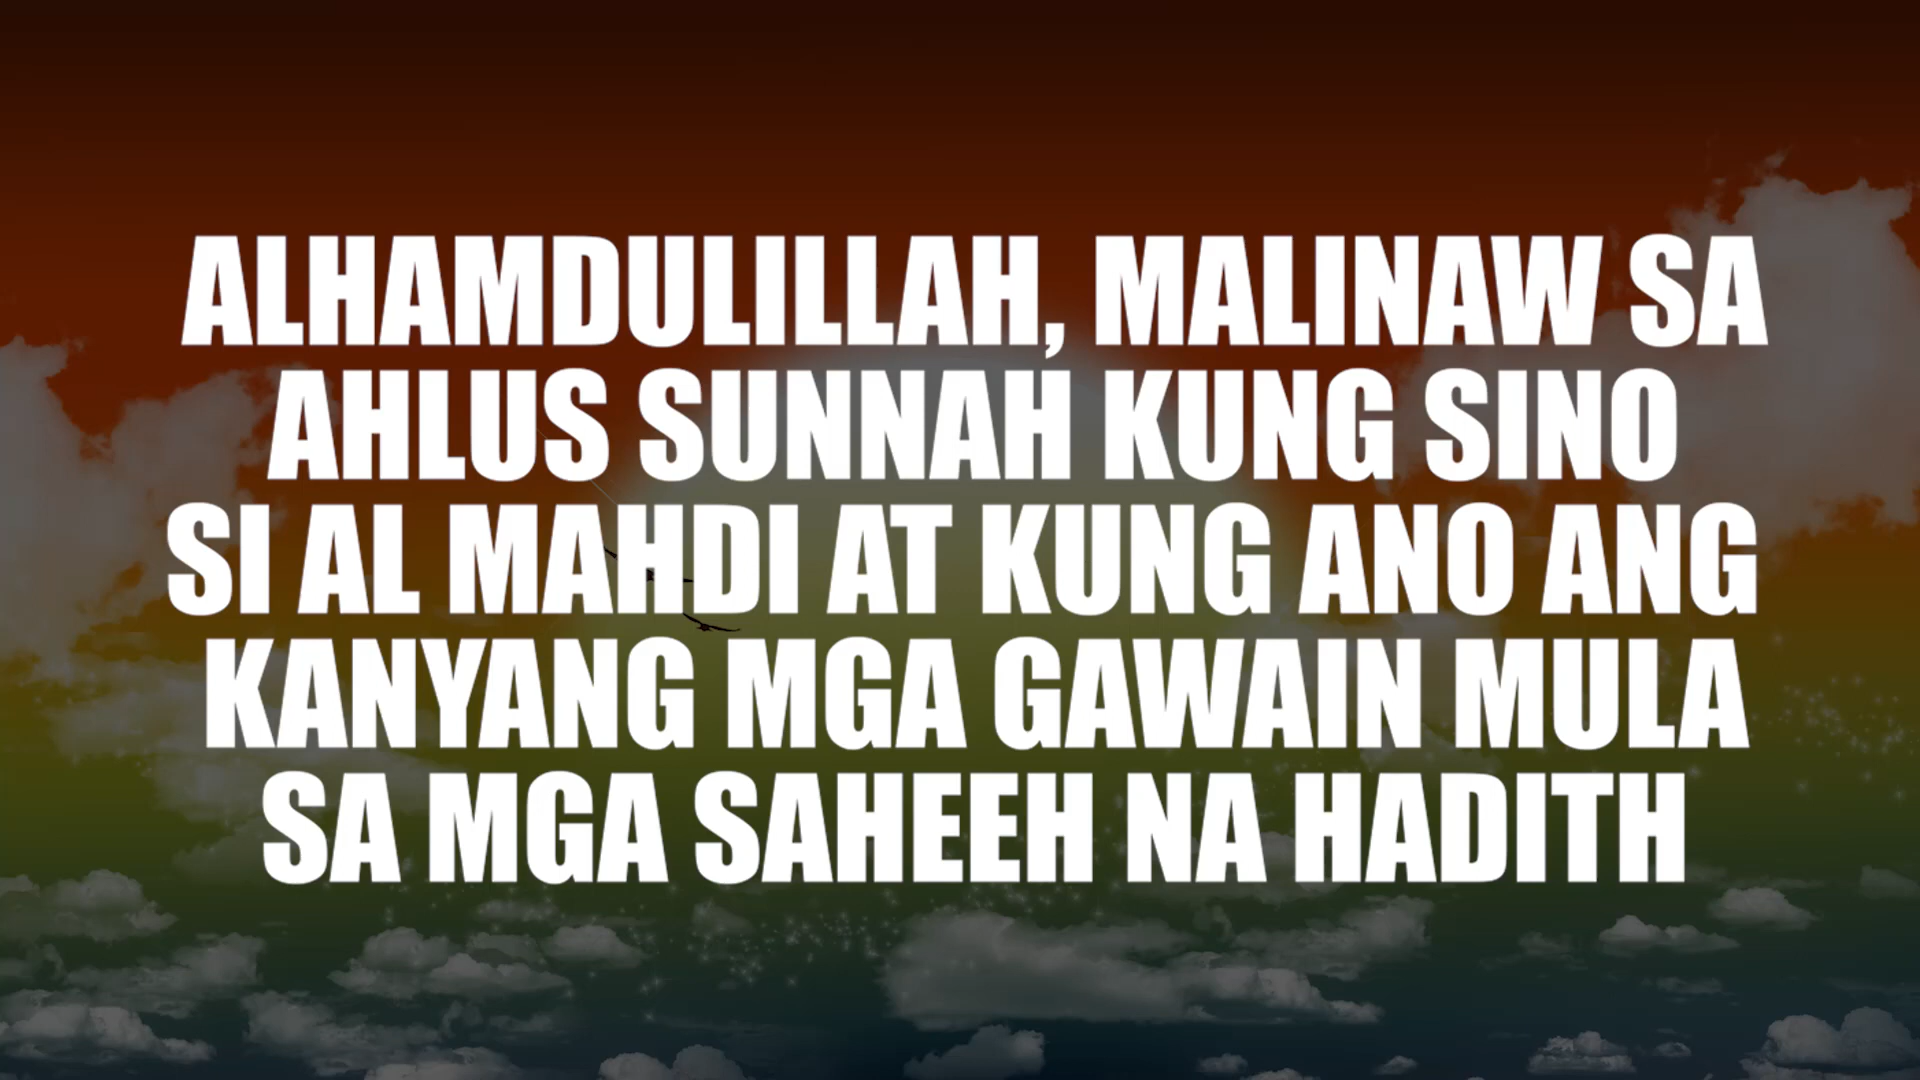 ALHAMDULILLAH, MALINAW SA
AHLUS SUNNAH KUNG SINO
SI AL MAHDI AT KUNG ANO ANG
KANYANG MGA GAWAIN MULA
SA MGA SAHEEH NA HADITH